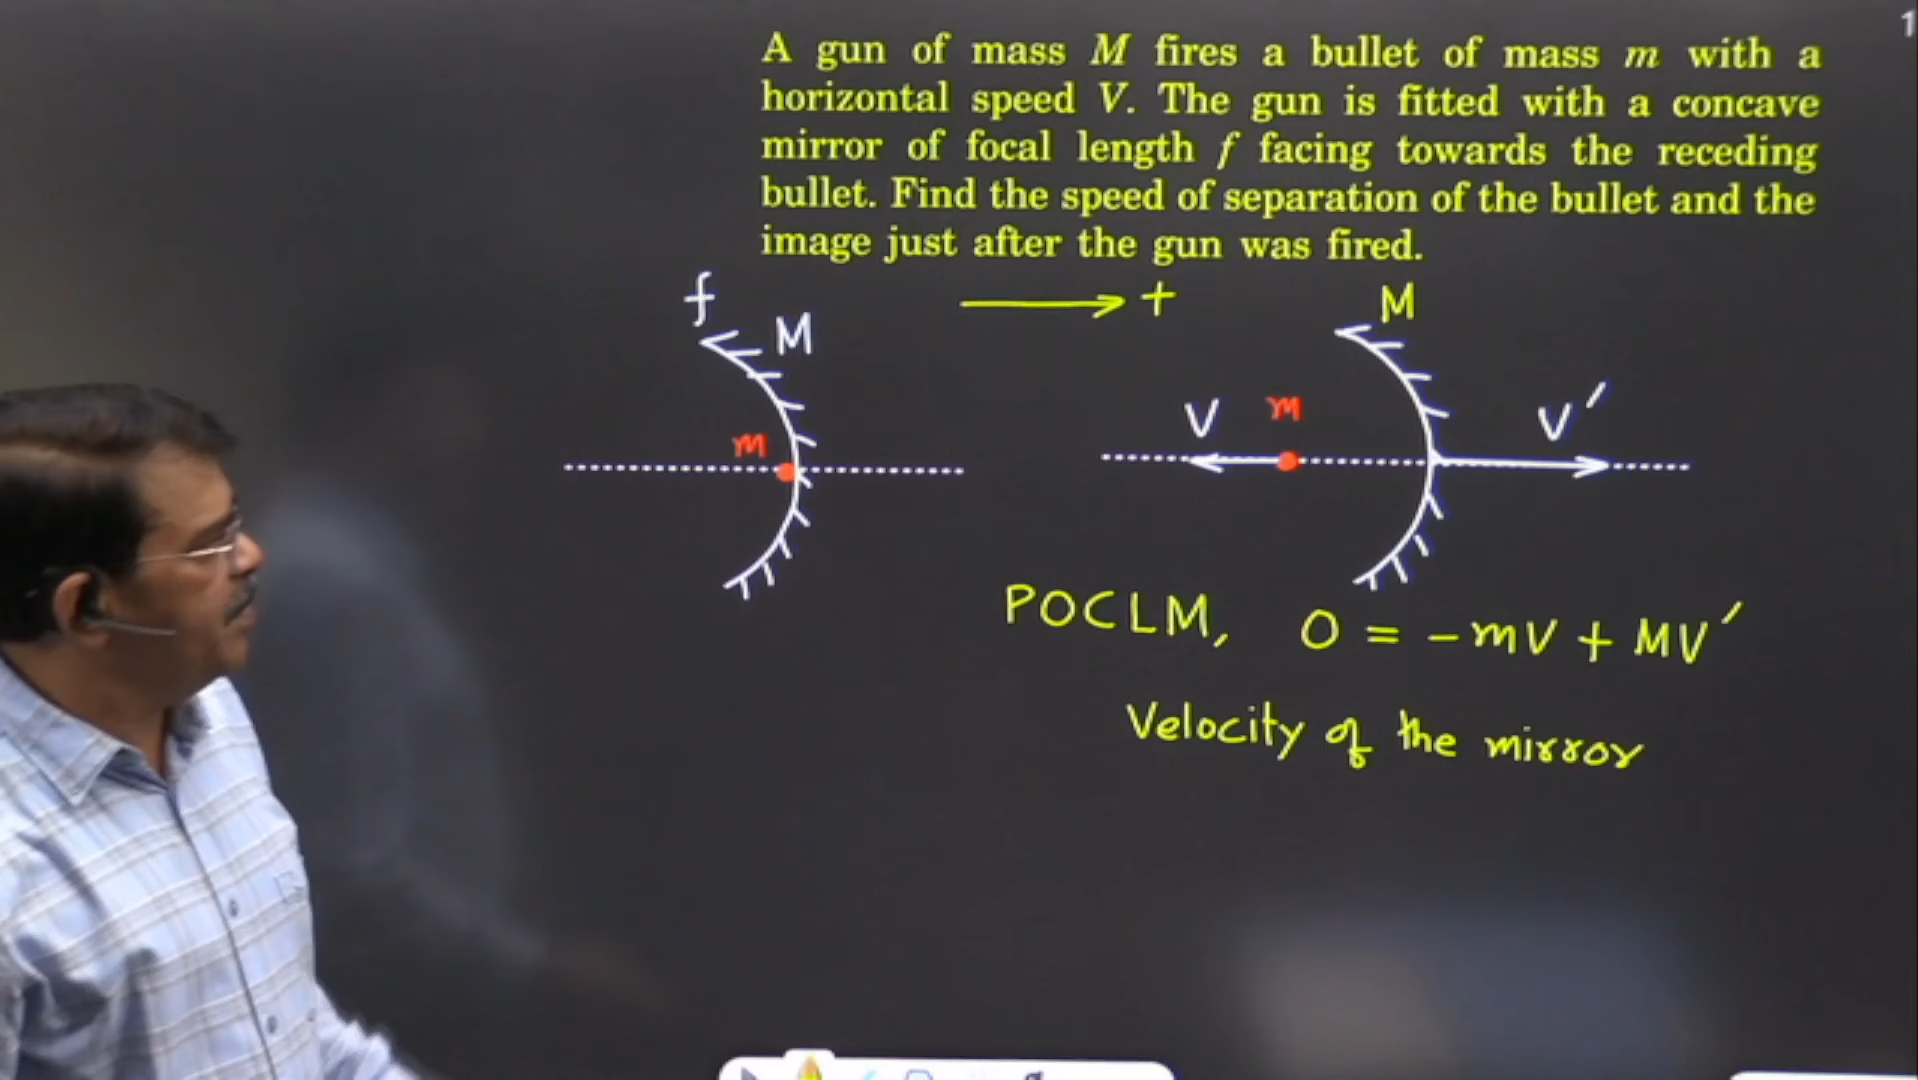 1
A gun of mass M fires a bullet of mass m with a
horizontal speed V. The gun is fitted with a concave
mirror of focal length f facing towards the receding
bullet. Find the speed of separation of the bullet and the
image just after the gun was fired.
f
M
+
M
m
V
m
V′
POCLM, 0 = -mV + MV′
Velocity of the mirror